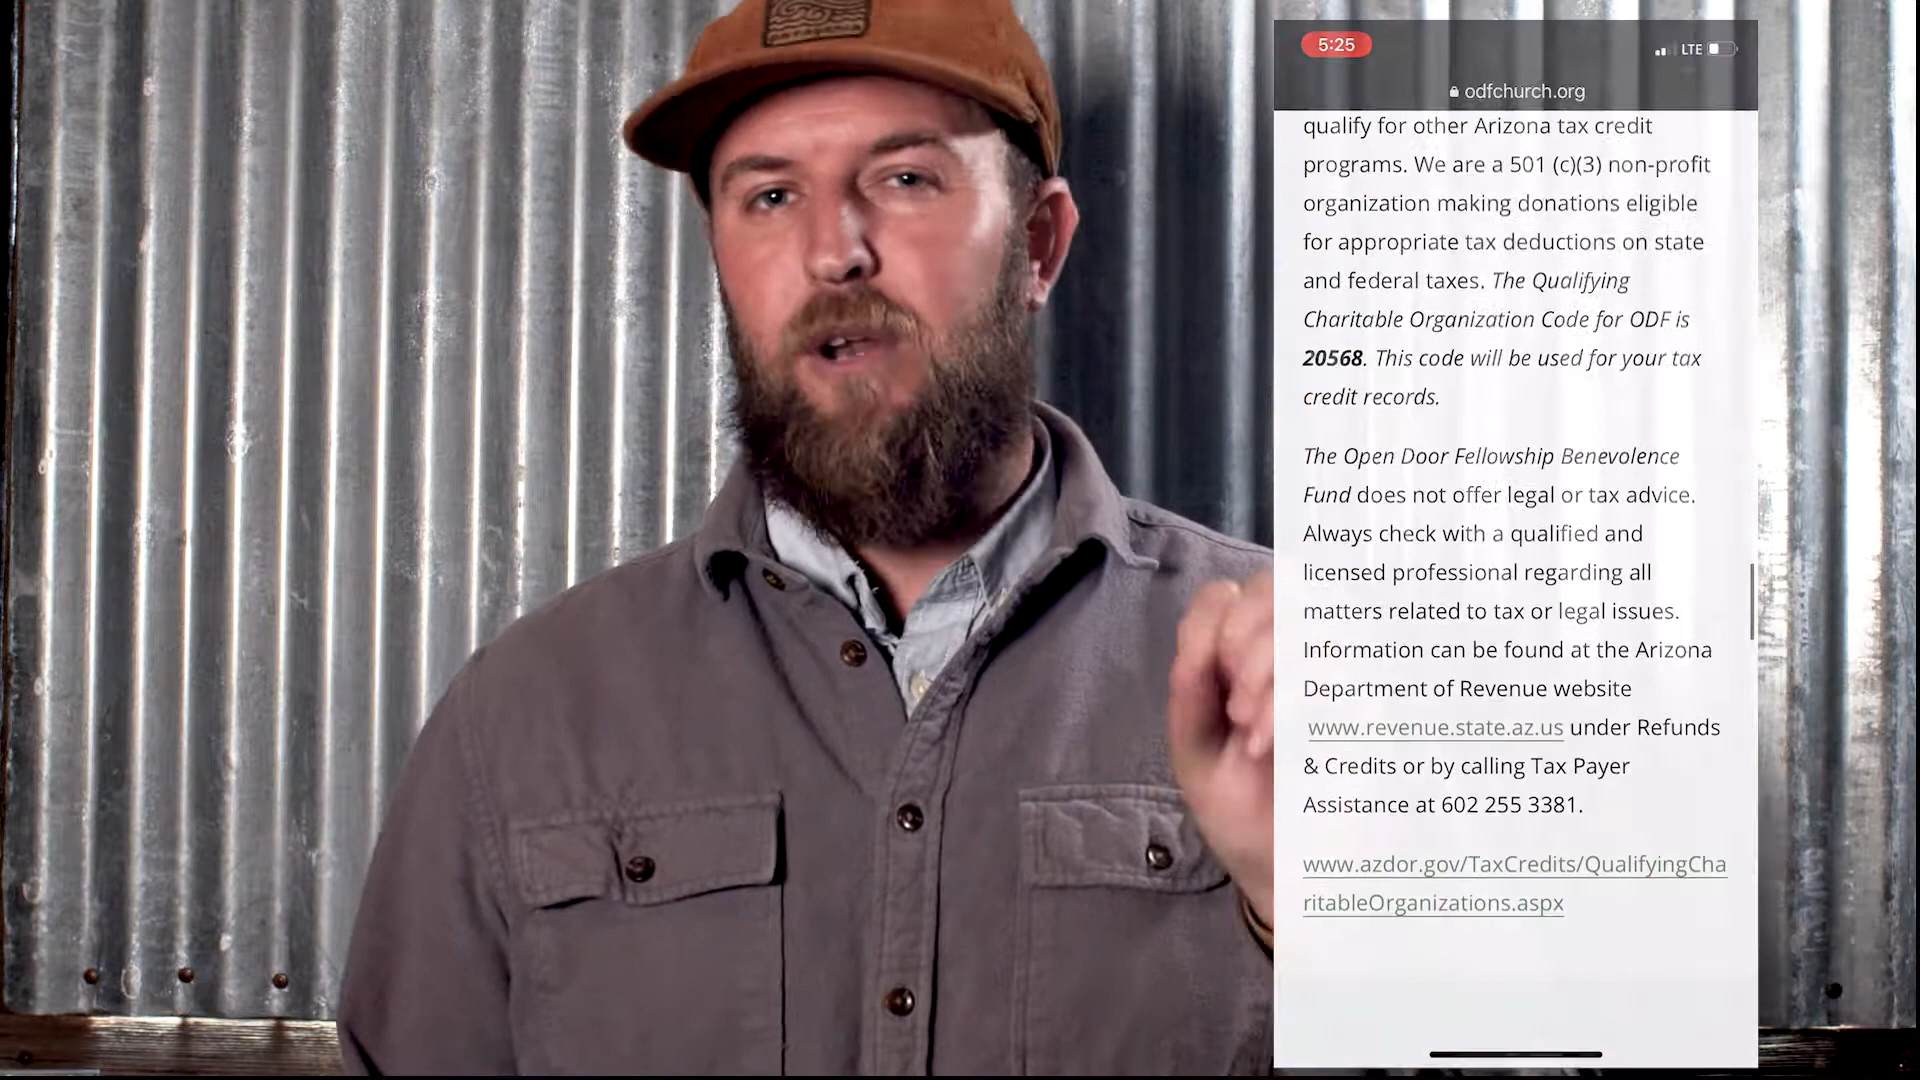 5:25
LTE
odfchurch.org
qualify for other Arizona tax credit
programs. We are a 501 (c)(3) non-profit
organization making donations eligible
for appropriate tax deductions on state
and federal taxes. The Qualifying
Charitable Organization Code for ODF is
20568. This code will be used for your tax
credit records.
The Open Door Fellowship Benevolence
Fund does not offer legal or tax advice.
Always check with a qualified and
licensed professional regarding all
matters related to tax or legal issues.
Information can be found at the Arizona
Department of Revenue website
www.revenue.state.az.us under Refunds
& Credits or by calling Tax Payer
Assistance at 602 255 3381.
www.azdor.gov/TaxCredits/QualifyingCha
ritableOrganizations.aspx